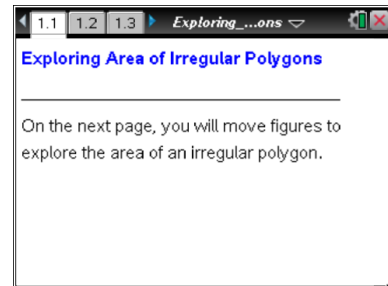 1.1 1.2 1.3 Exploring_...ons
Exploring Area of Irregular Polygons
On the next page, you will move figures to
explore the area of an irregular polygon.